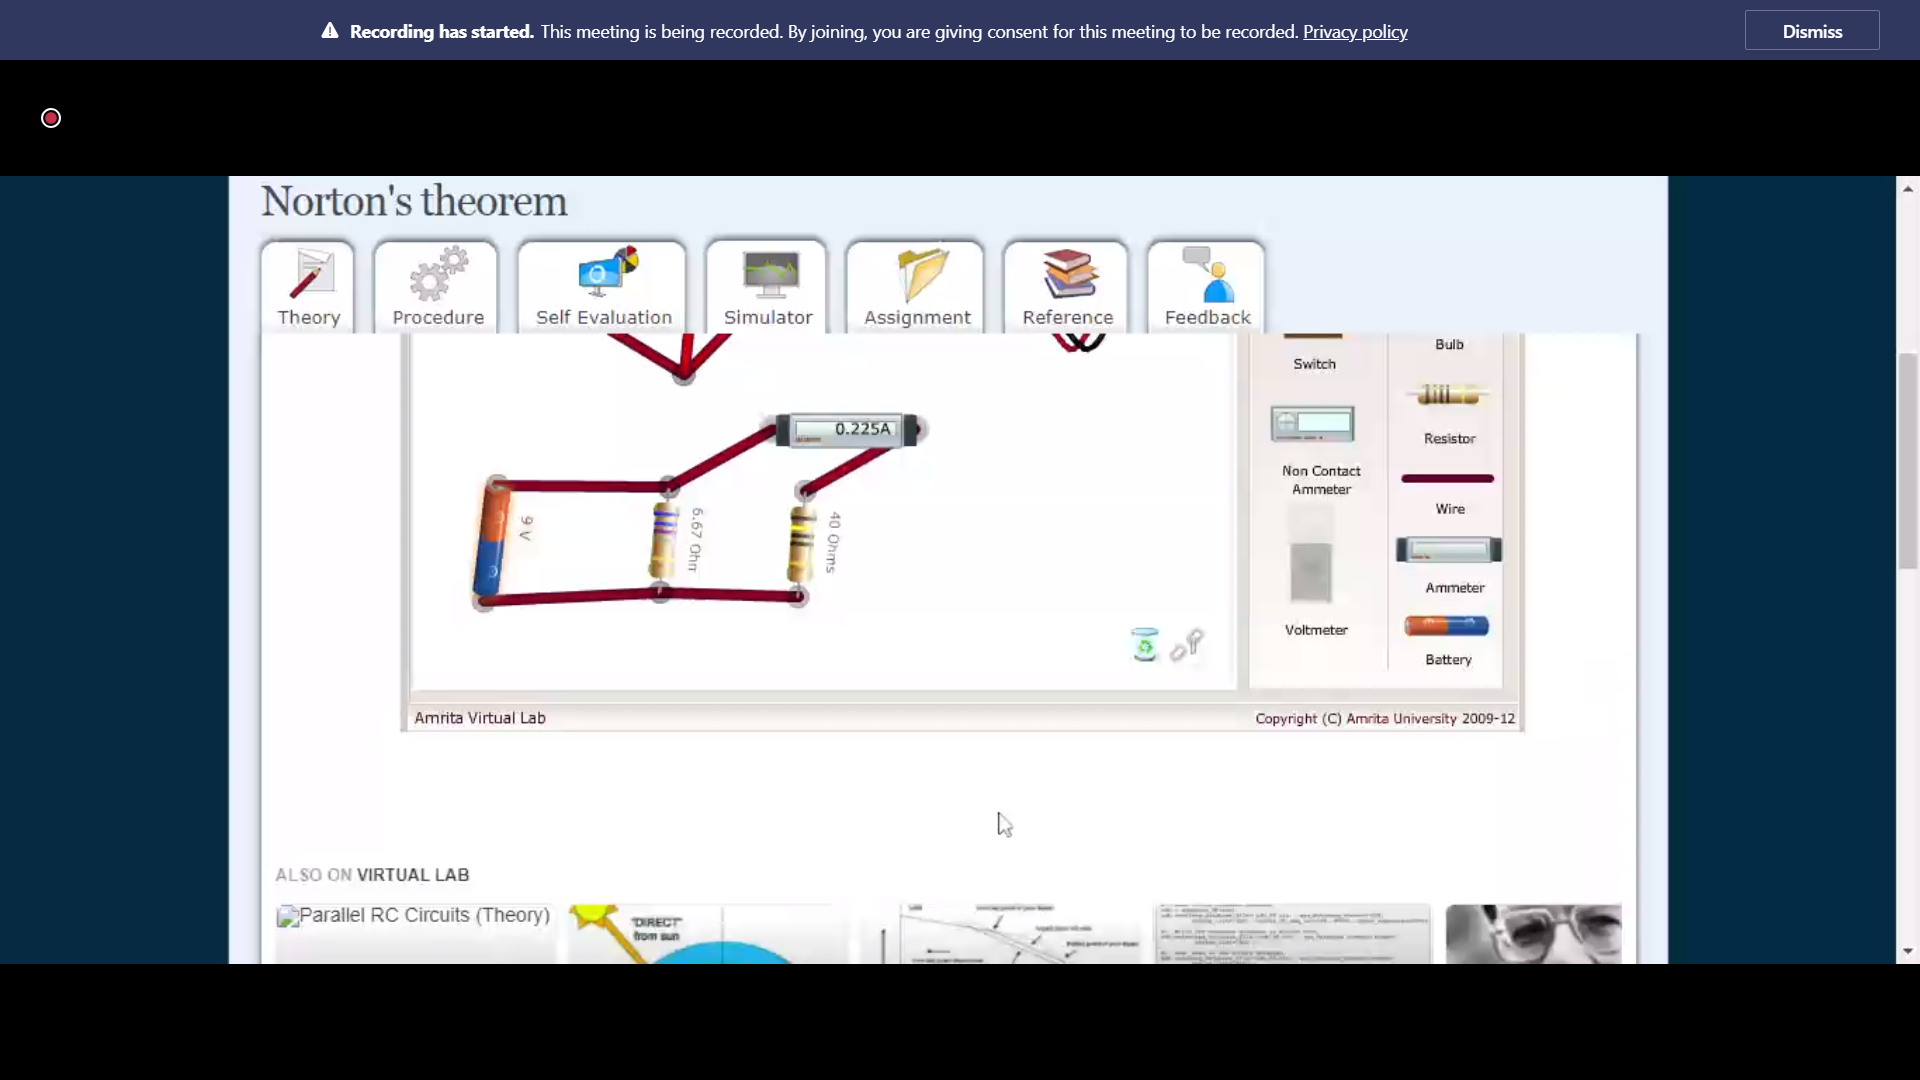 Recording has started. This meeting is being recorded. By joining, you are giving consent for this meeting to be recorded. Privacy policy
Dismiss
Norton's theorem
Theory
Procedure
Self Evaluation
Simulator
Assignment
Reference
Feedback
Switch
Bulb
0.225A
Resistor
Non Contact
Ammeter
Wire
9 V
6.67 Ohm
40 Ohms
Ammeter
Voltmeter
Battery
Amrita Virtual Lab
Copyright (C) Amrita University 2009-12
ALSO ON VIRTUAL LAB
Parallel RC Circuits (Theory)
"DIRECT"
from sun